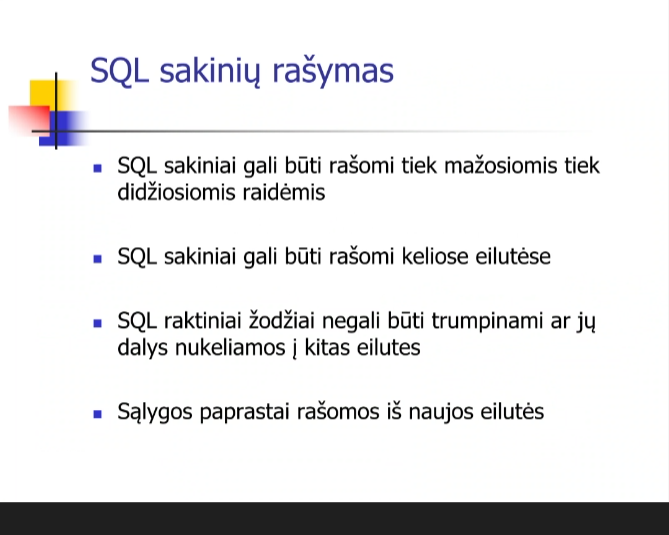 SQL sakinių rašymas
SQL sakiniai gali būti rašomi tiek mažosiomis tiek
didžiosiomis raidėmis
SQL sakiniai gali būti rašomi keliose eilutėse
SQL raktiniai žodžiai negali būti trumpinami ar jų
dalys nukeliamos į kitas eilutes
Sąlygos paprastai rašomos iš naujos eilutės